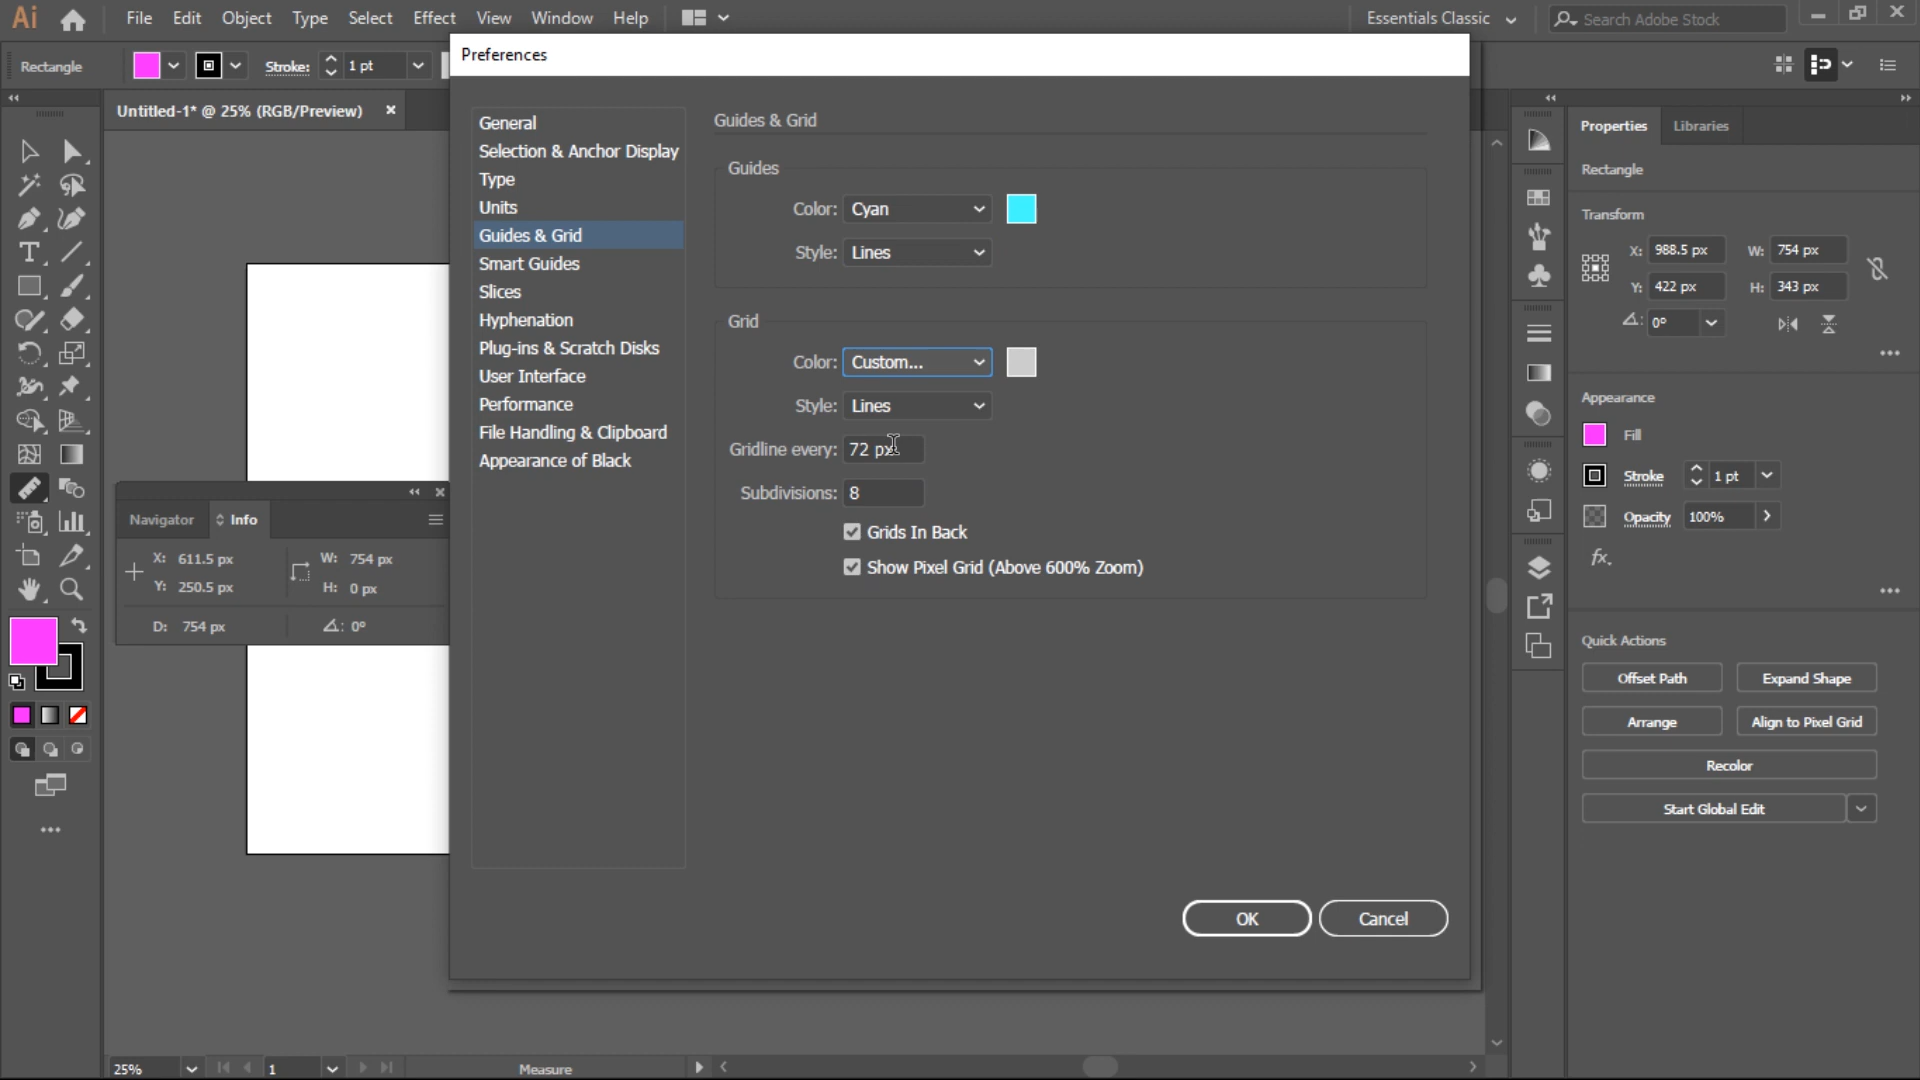 Ai File Edit Object Type Select Effect View Window Help Essentials Classic Search Adobe Stock
Preferences
Rectangle Stroke: 1 pt
Untitled-1* @ 25% (RGB/Preview)
General
Selection & Anchor Display
Type
Units
Guides & Grid
Smart Guides
Slices
Hyphenation
Plug-ins & Scratch Disks
User Interface
Performance
File Handling & Clipboard
Appearance of Black
Guides & Grid
Guides
Color: Cyan
Style: Lines
Grid
Color: Custom...
Style: Lines
Gridline every: 72 px
Subdivisions: 8
Grids In Back
Show Pixel Grid (Above 600% Zoom)
OK Cancel
Navigator Info
X: 611.5 px W: 754 px
Y: 250.5 px H: 0 px
D: 754 px 0°
Properties Libraries
Rectangle
Transform
X: 988.5 px W: 754 px
Y: 422 px H: 343 px
0°
Appearance
Fill
Stroke 1 pt
Opacity 100%
fx.
Quick Actions
Offset Path Expand Shape
Arrange Align to Pixel Grid
Recolor
Start Global Edit
25% 1 Measure